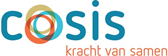 cosis
kracht van samen